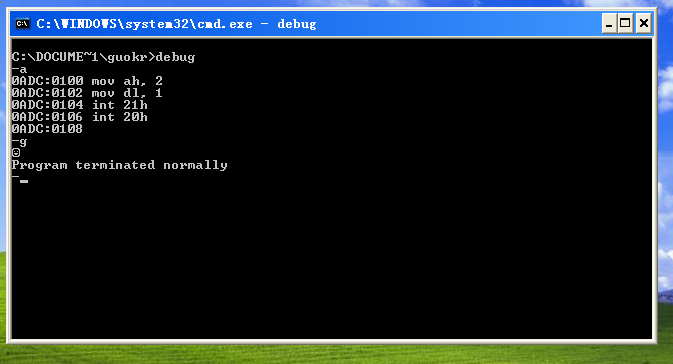 C:\WINDOWS\system32\cmd.exe - debug
C:\DOCUME~1\guokr>debug
-a
0ADC:0100 mov ah, 2
0ADC:0102 mov dl, 1
0ADC:0104 int 21h
0ADC:0106 int 20h
0ADC:0108
-g
☺
Program terminated normally
-_